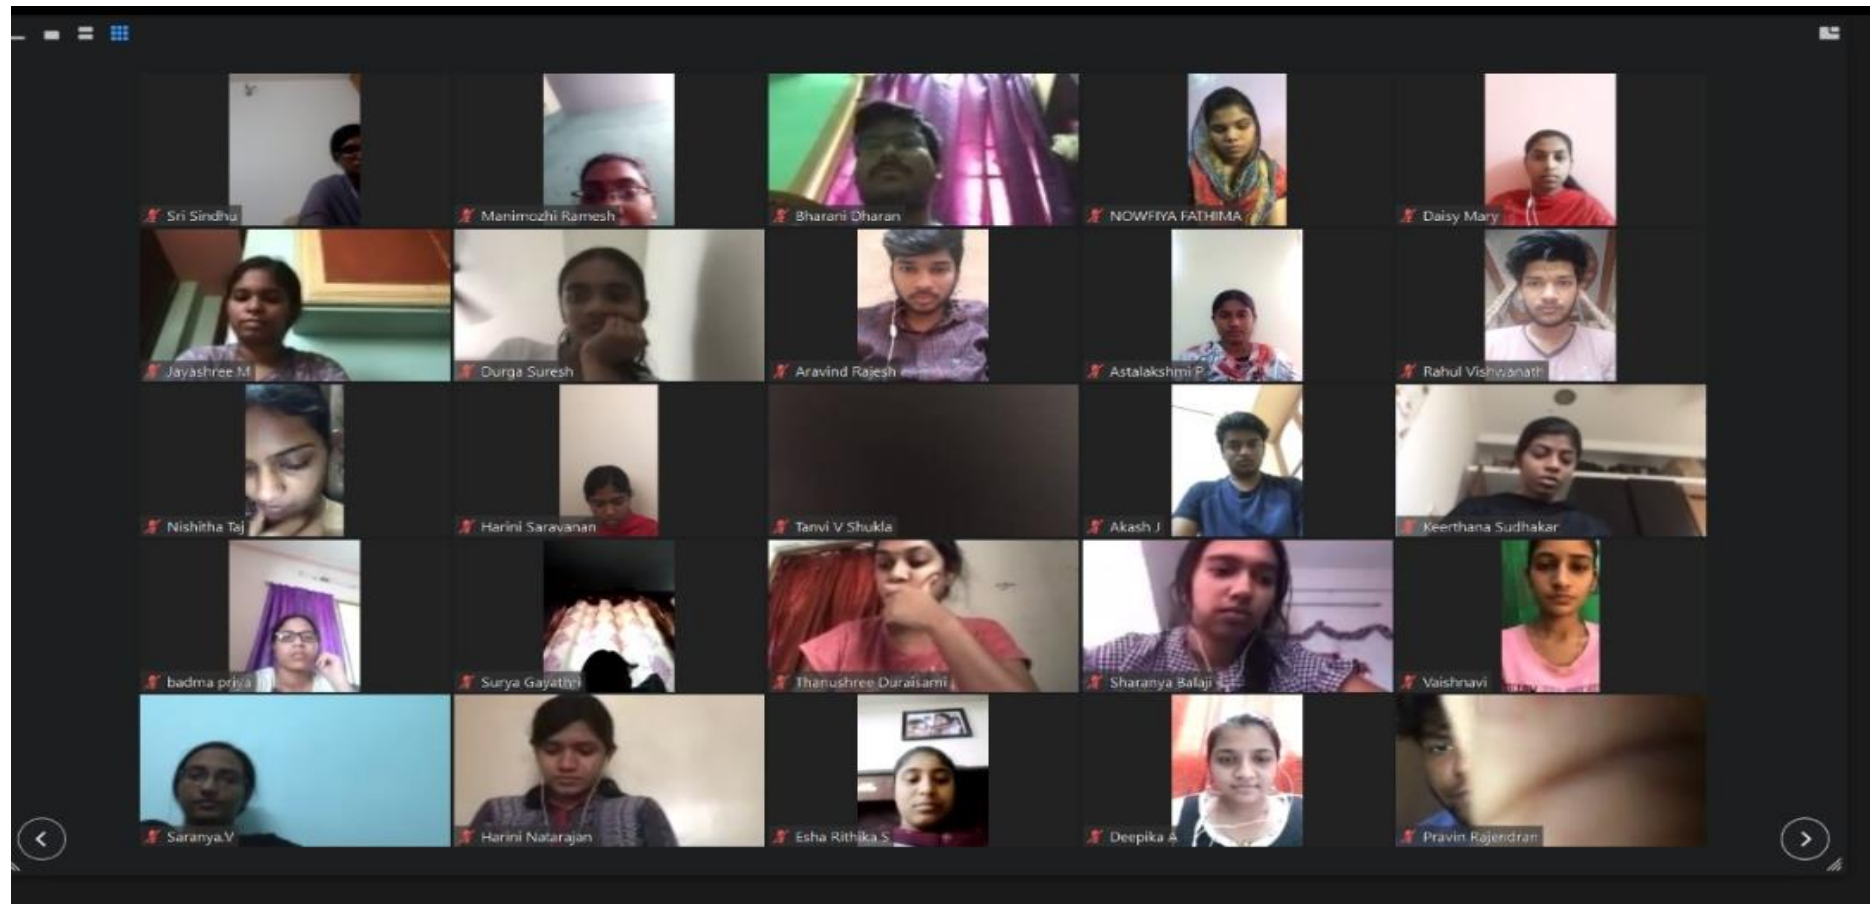 Sri Sindhu
Manimozhi Ramesh
Bharani Dharan
NOWFIYA FATHIMA
Daisy Mary
Jayashree M
Durga Suresh
Aravind Rajesh
Astalakshmi P
Rahul Vishwanath
Nishitha Taj
Harini Saravanan
Tanvi V Shukla
Akash J
Keerthana Sudhakar
badma priya
Surya Gayathri
Thanushree Duraisami
Sharanya Balaji
Vaishnavi
Saranya.V
Harini Natarajan
Esha Rithika S
Deepika A
Pravin Rajendran